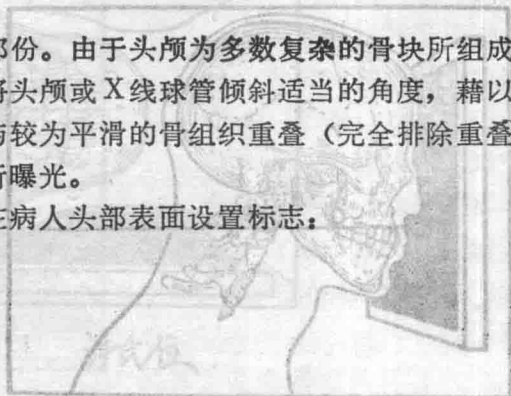 部份。由于头颅为多数复杂的骨块所组成
将头颅或X线球管倾斜适当的角度，藉以
与较为平滑的骨组织重叠（完全排除重叠
行曝光。
在病人头部表面设置标志：